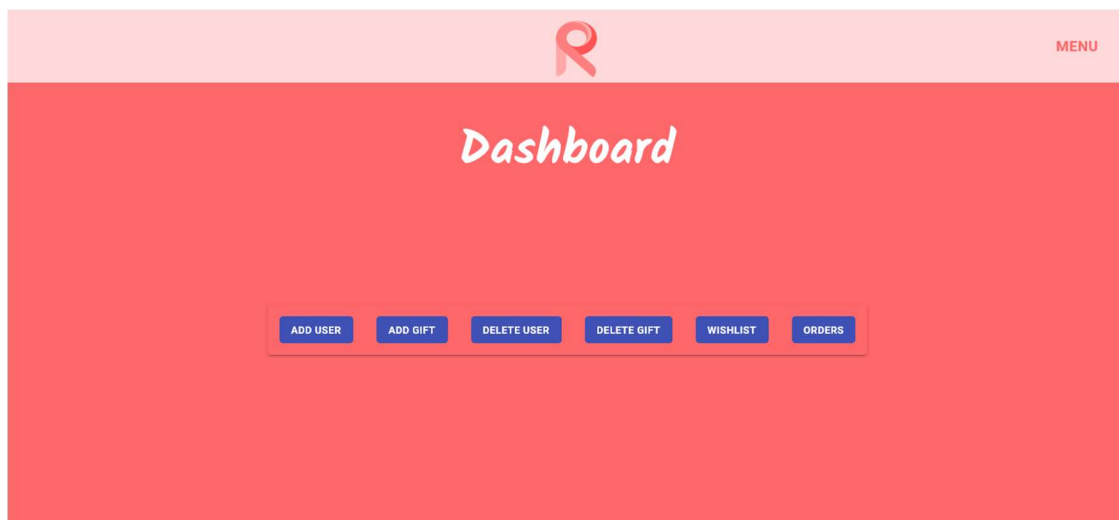 R
MENU
Dashboard
ADD USER ADD GIFT DELETE USER DELETE GIFT WISHLIST ORDERS